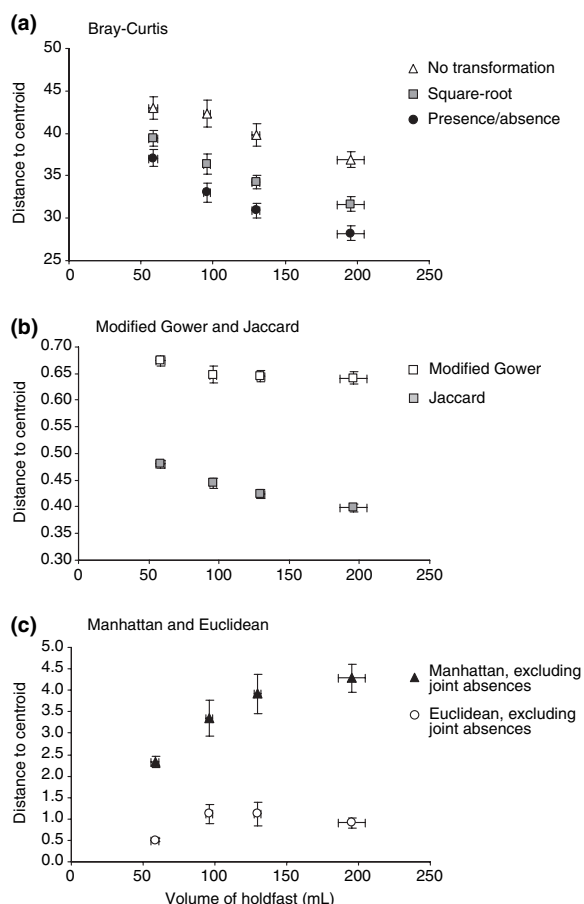 (a) Bray-Curtis
Distance to centroid
50
45
40
35
30
25
0 50 100 150 200 250
No transformation
Square-root
Presence/absence
(b) Modified Gower and Jaccard
Distance to centroid
0.70
0.65
0.60
0.55
0.50
0.45
0.40
0.30
0 50 100 150 200 250
Modified Gower
Jaccard
(c) Manhattan and Euclidean
Distance to centroid
5.0
4.5
4.0
3.5
2.5
2.0
1.5
1.0
0.5
0.0
0 50 100 150 200 250
Volume of holdfast (mL)
Manhattan, excluding
joint absences
Euclidean, excluding
joint absences